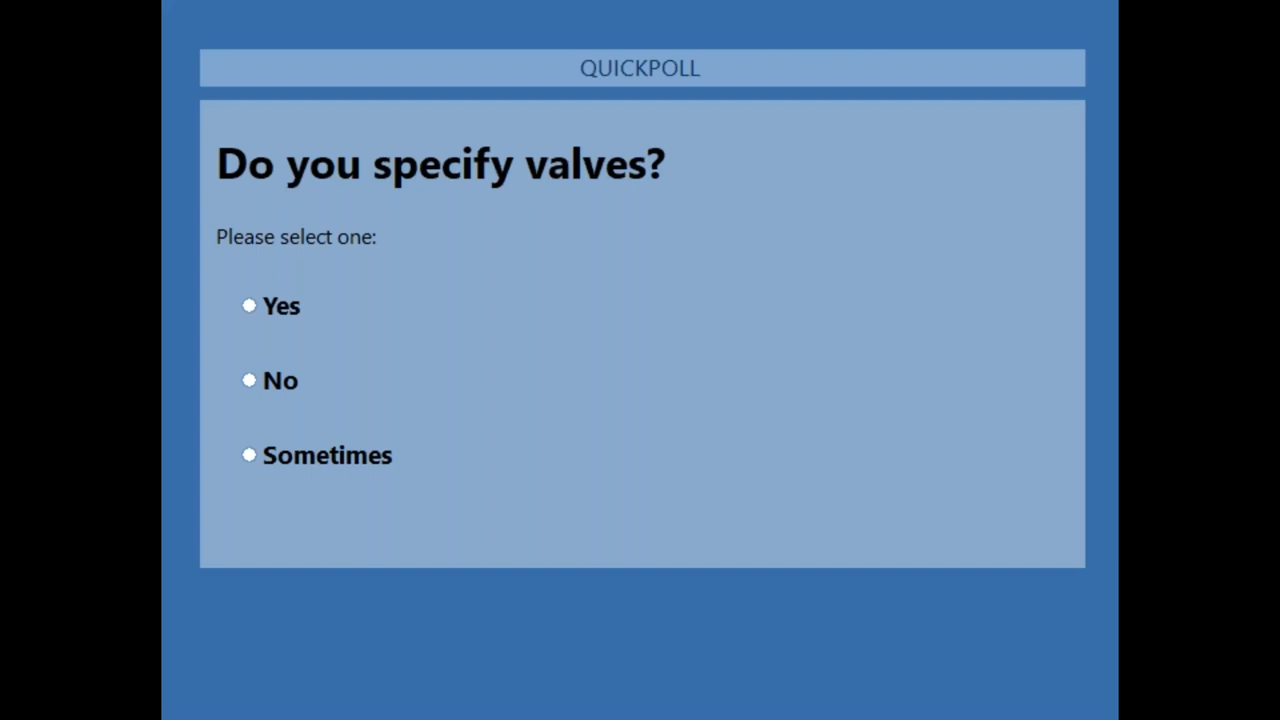 QUICKPOLL
Do you specify valves?
Please select one:
Yes
No
Sometimes